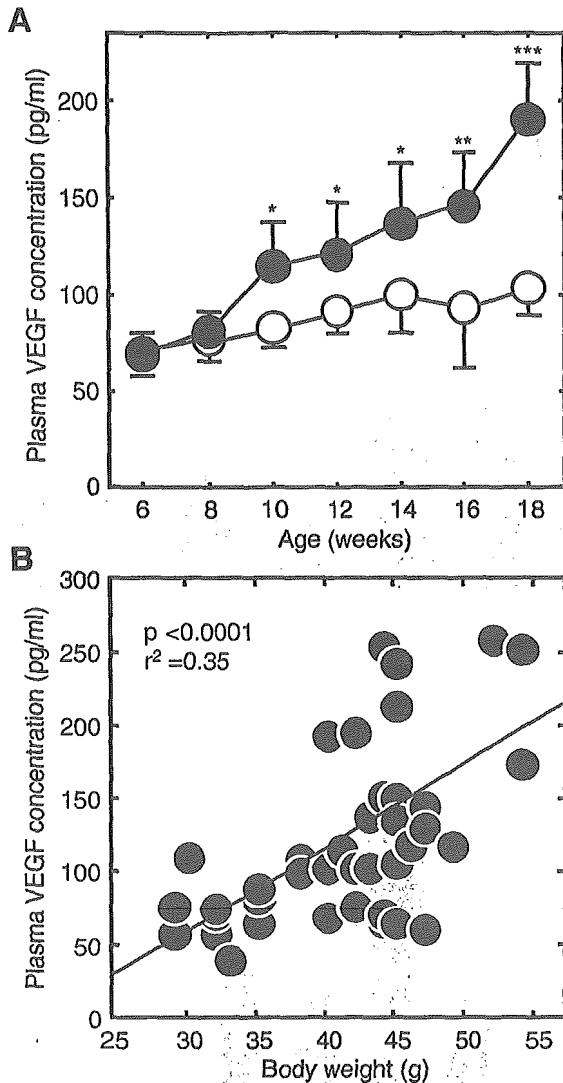 A
Plasma VEGF concentration (pg/ml)
200
150
100
50
0
*
*
*
**
***
6 8 10 12 14 16 18
Age (weeks)
B
Plasma VEGF concentration (pg/ml)
300
250
200
150
100
50
0
p <0.0001
r² =0.35
25 30 35 40 45 50 55
Body weight (g)